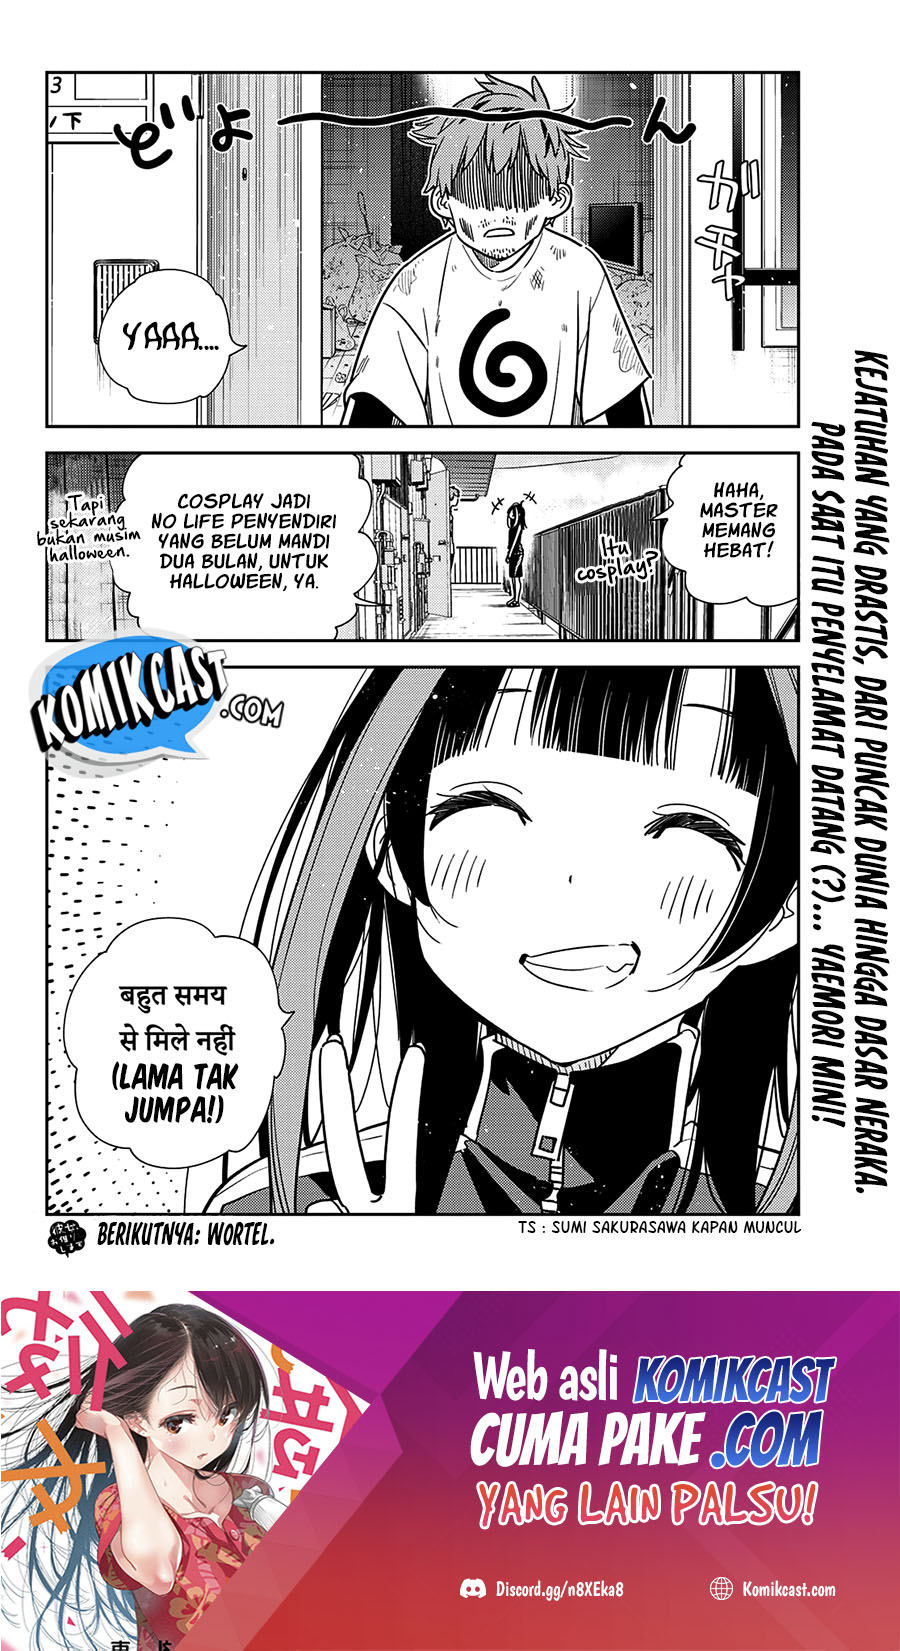 3
ノ下
どぉょーーん
ガチャ
YAAA....
HAHA,
MASTER
MEMANG
HEBAT!
Itu
cosplay?
COSPLAY JADI
NO LIFE PENYENDIRI
YANG BELUM MANDI
DUA BULAN, UNTUK
HALLOWEEN, YA.
Tapi
sekarang
bukan musim
halloween.
KEJATUHAN YANG DRASTIS, DARI PUNCAK DUNIA HINGGA DASAR NERAKA.
PADA SAAT ITU PENYELAMAT DATANG (?)... YAEMORI MINI!
KOMIKCAST
.COM
बहुत समय
से मिले नहीं
(LAMA TAK
JUMPA!)
BERIKUTNYA: WORTEL.
TS : SUMI SAKURASAWA KAPAN MUNCUL
Web asli KOMIKCAST
CUMA PAKE .COM
YANG LAIN PALSU!
Discord.gg/n8XEka8
Komikcast.com